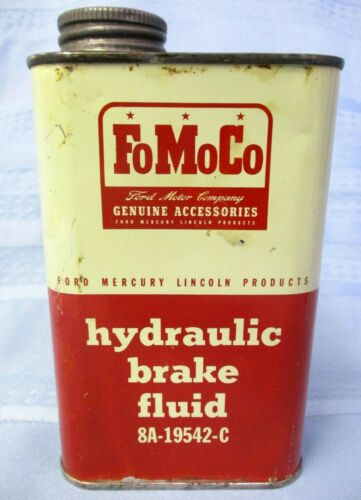 FoMoCo
Ford Motor Company
GENUINE ACCESSORIES
FORD MERCURY LINCOLN PRODUCTS
FORD MERCURY LINCOLN PRODUCTS
hydraulic
brake
fluid
8A-19542-C